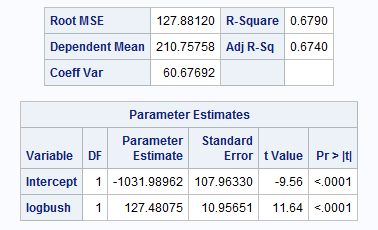 Root MSE 127.88120 R-Square 0.6790
Dependent Mean 210.75758 Adj R-Sq 0.6740
Coeff Var 60.67692
Parameter Estimates
Variable DF Parameter Estimate Standard Error t Value Pr > |t|
Intercept 1 -1031.98962 107.96330 -9.56 <.0001
logbush 1 127.48075 10.95651 11.64 <.0001